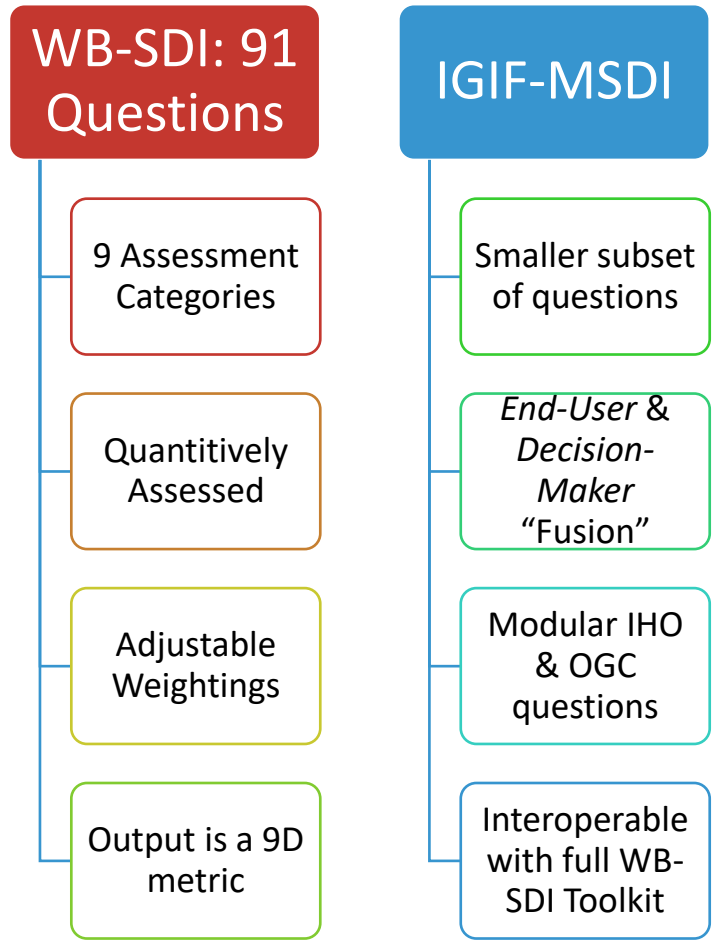 WB-SDI: 91
Questions
9 Assessment
Categories
Quantitively
Assessed
Adjustable
Weightings
Output is a 9D
metric
IGIF-MSDI
Smaller subset
of questions
End-User &
Decision-
Maker
“Fusion”
Modular IHO
& OGC
questions
Interoperable
with full WB-
SDI Toolkit